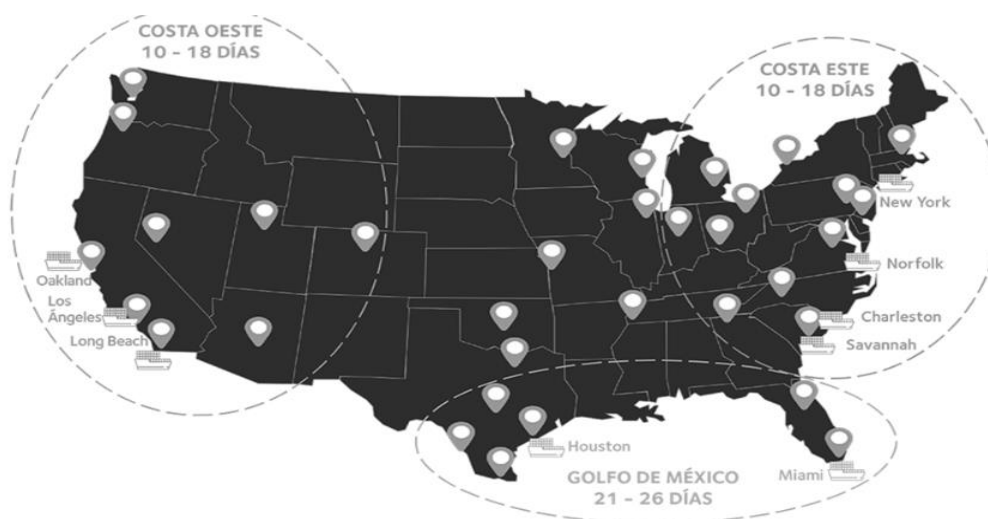 COSTA OESTE
10 - 18 DÍAS
COSTA ESTE
10 - 18 DÍAS
New York
Norfolk
Oakland
Los
Ángeles
Long Beach
Charleston
Savannah
Houston
GOLFO DE MÉXICO
21 - 26 DÍAS
Miami